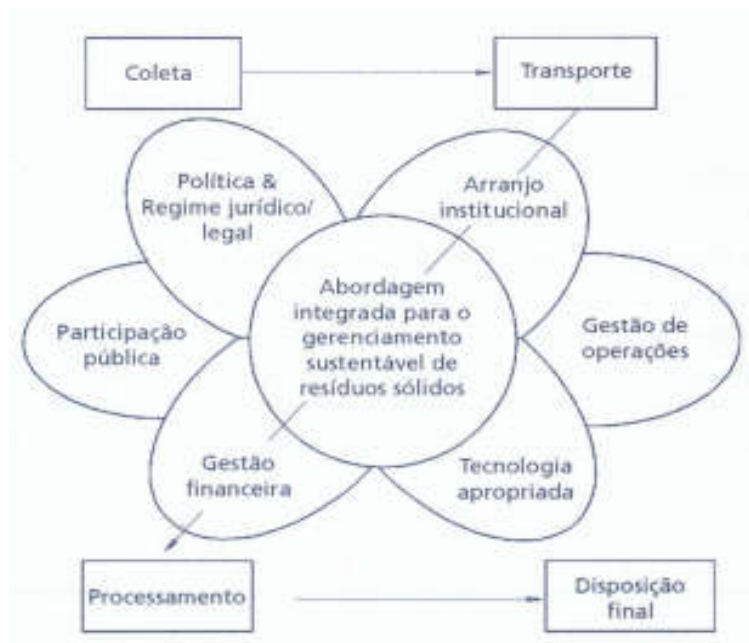 Coleta
Transporte
Política &
Regime jurídico/
legal
Arranjo
institucional
Participação
pública
Abordagem
integrada para o
gerenciamento
sustentável de
resíduos sólidos
Gestão de
operações
Gestão
financeira
Tecnologia
apropriada
Processamento
Disposição
final